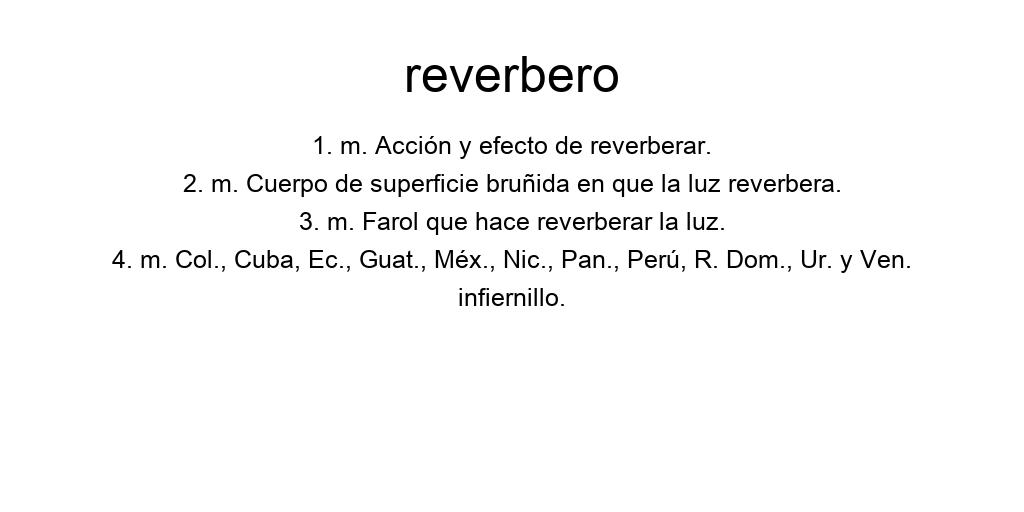 reverbero
1. m. Acción y efecto de reverberar.
2. m. Cuerpo de superficie bruñida en que la luz reverbera.
3. m. Farol que hace reverberar la luz.
4. m. Col., Cuba, Ec., Guat., Méx., Nic., Pan., Perú, R. Dom., Ur. y Ven.
infiernillo.